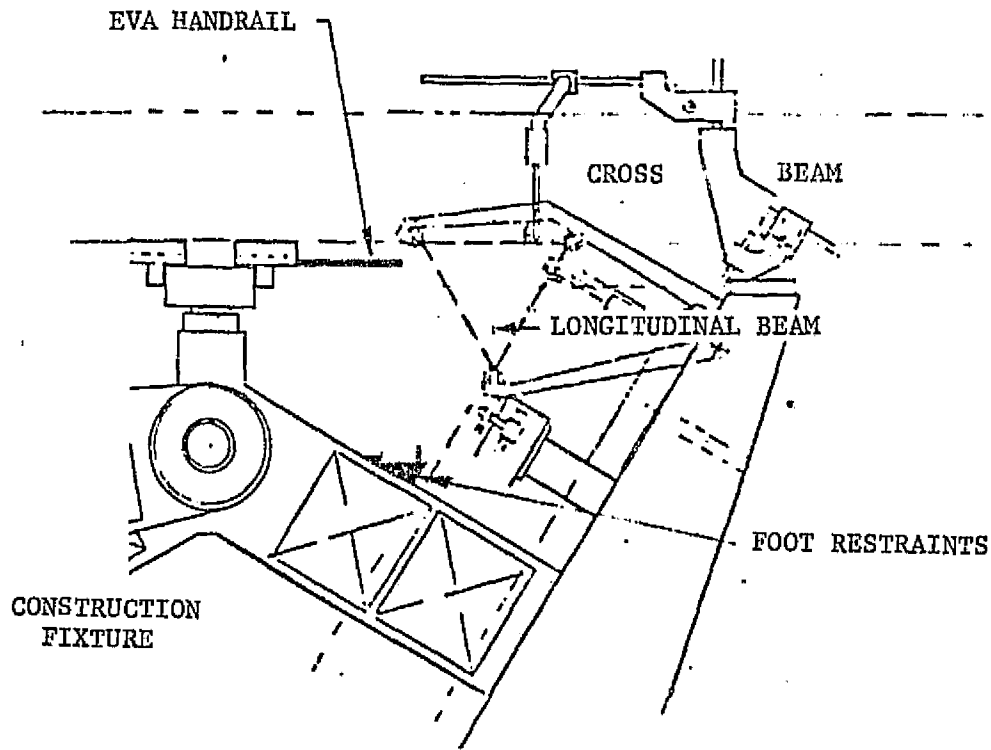 EVA HANDRAIL
CROSS BEAM
LONGITUDINAL BEAM
FOOT RESTRAINTS
CONSTRUCTION
FIXTURE